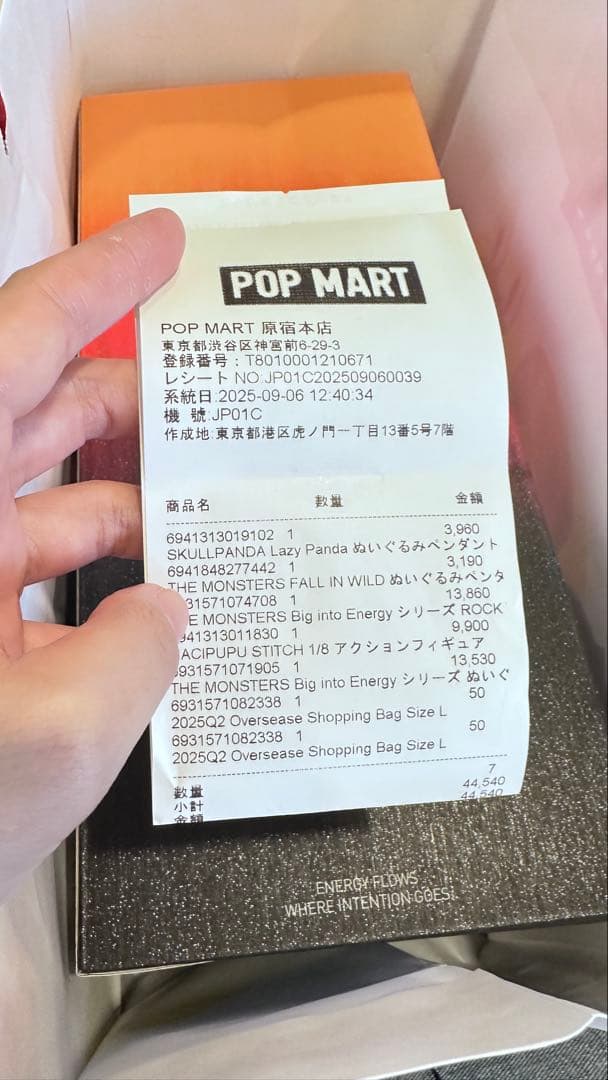 POP MART
POP MART 原宿本店
東京都渋谷区神宮前6-29-3
登録番号：T8010001210671
レシート NO:JP01C202509060039
系統日:2025-09-06 12:40:34
機 號:JP01C
作成地:東京都港区虎ノ門一丁目13番5号7階
商品名 數量 金額
6941313019102 1 3,960
SKULLPANDA Lazy Panda ぬいぐるみペンダント
6941848277442 1 3,190
THE MONSTERS FALL IN WILD ぬいぐるみペンタ
931571074708 1 13,860
E MONSTERS Big into Energy シリーズ ROCK
941313011830 1 9,900
ACIPUPU STITCH 1/8 アクションフィギュア
6931571071905 1 13,530
THE MONSTERS Big into Energy シリーズ ぬいぐ
6931571082338 1 50
2025Q2 Oversease Shopping Bag Size L
6931571082338 1 50
2025Q2 Oversease Shopping Bag Size L
數量 7
小計 44,540
金額 44,540
ENERGY FLOWS
WHERE INTENTION GOES!